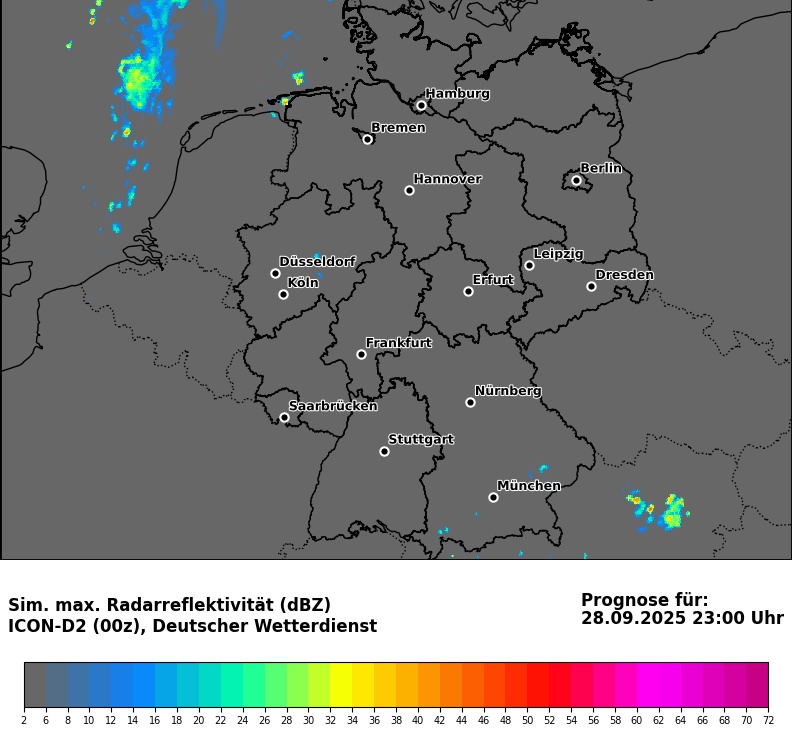 Hamburg
Bremen
Berlin
Hannover
Düsseldorf
Leipzig
Köln
Erfurt
Dresden
Frankfurt
Nürnberg
Saarbrücken
Stuttgart
München
Sim. max. Radarreflektivität (dBZ)
ICON-D2 (00z), Deutscher Wetterdienst
Prognose für:
28.09.2025 23:00 Uhr
2 6 8 10 12 14 16 18 20 22 24 26 28 30 32 34 36 38 40 42 44 46 48 50 52 54 56 58 60 62 64 66 68 70 72